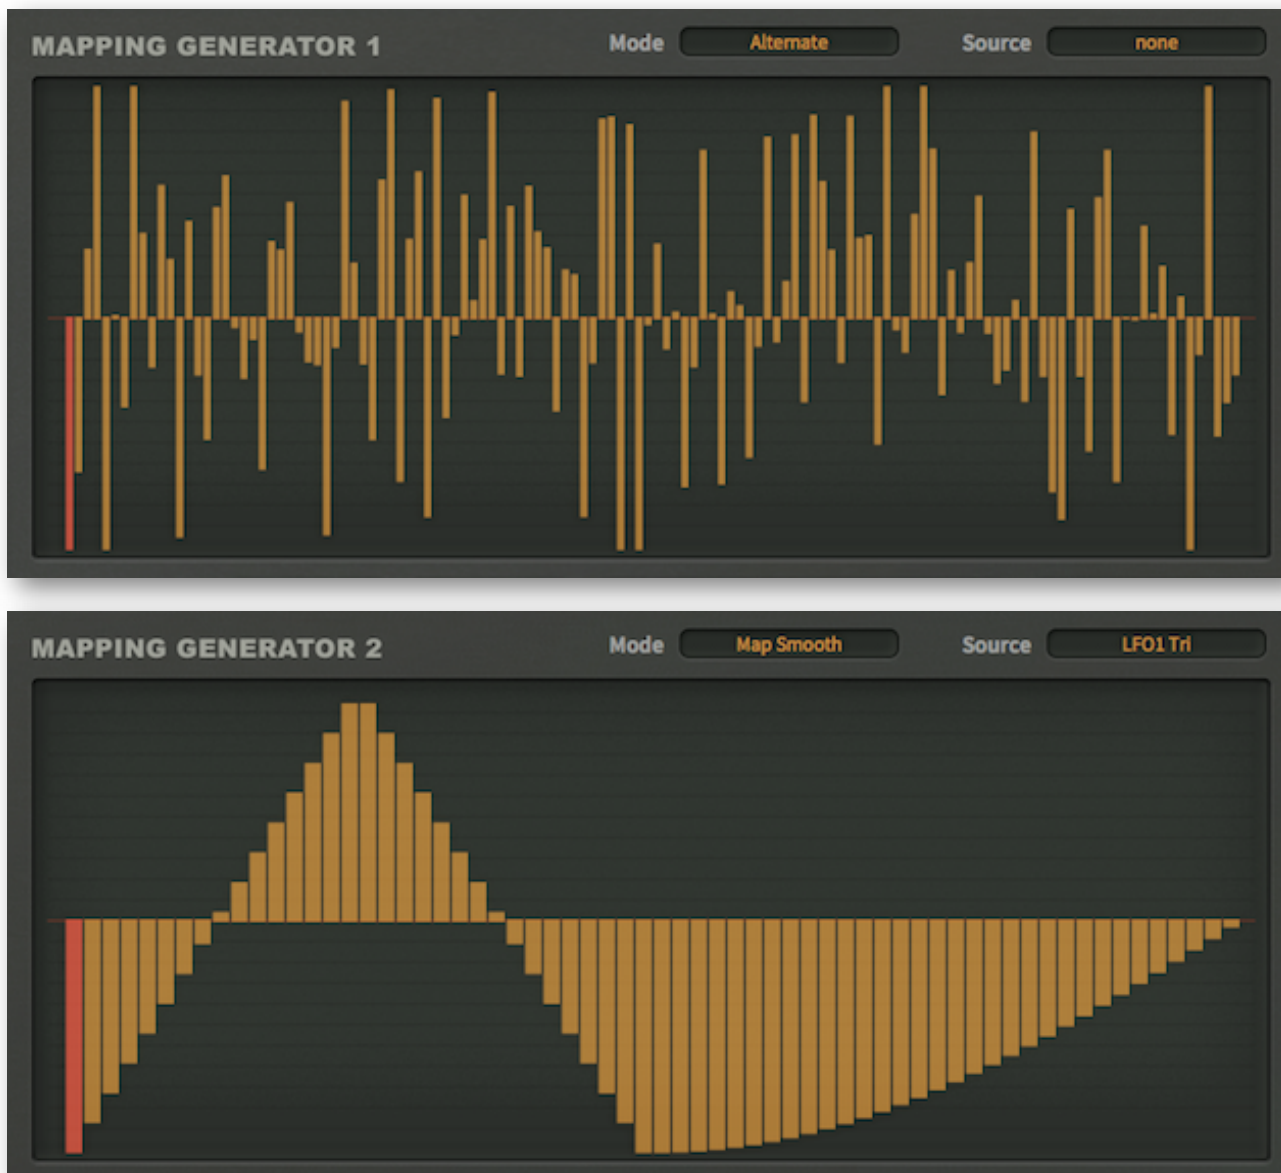 MAPPING GENERATOR 1 Mode Alternate Source none
MAPPING GENERATOR 2 Mode Map Smooth Source LFO1 Tri